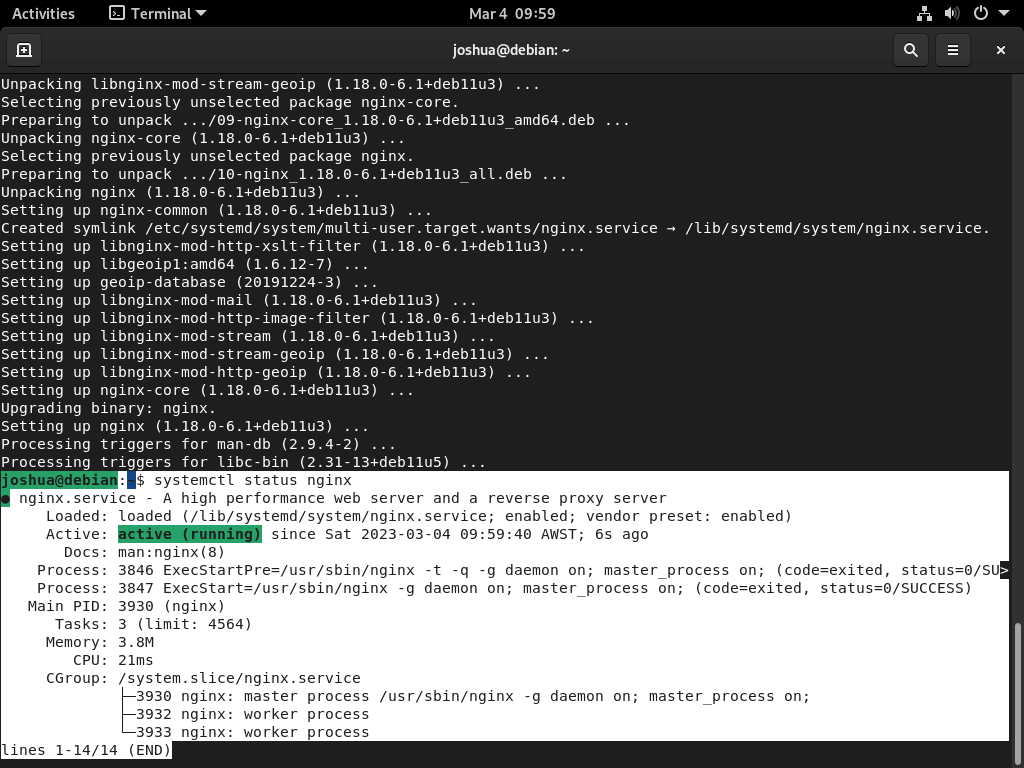 Activities Terminal Mar 4 09:59
joshua@debian: ~
Unpacking libnginx-mod-stream-geoip (1.18.0-6.1+deb11u3) ...
Selecting previously unselected package nginx-core.
Preparing to unpack .../09-nginx-core_1.18.0-6.1+deb11u3_amd64.deb ...
Unpacking nginx-core (1.18.0-6.1+deb11u3) ...
Selecting previously unselected package nginx.
Preparing to unpack .../10-nginx_1.18.0-6.1+deb11u3_all.deb ...
Unpacking nginx (1.18.0-6.1+deb11u3) ...
Setting up nginx-common (1.18.0-6.1+deb11u3) ...
Created symlink /etc/systemd/system/multi-user.target.wants/nginx.service → /lib/systemd/system/nginx.service.
Setting up libnginx-mod-http-xslt-filter (1.18.0-6.1+deb11u3) ...
Setting up libgeoip1:amd64 (1.6.12-7) ...
Setting up geoip-database (20191224-3) ...
Setting up libnginx-mod-mail (1.18.0-6.1+deb11u3) ...
Setting up libnginx-mod-http-image-filter (1.18.0-6.1+deb11u3) ...
Setting up libnginx-mod-stream (1.18.0-6.1+deb11u3) ...
Setting up libnginx-mod-stream-geoip (1.18.0-6.1+deb11u3) ...
Setting up libnginx-mod-http-geoip (1.18.0-6.1+deb11u3) ...
Setting up nginx-core (1.18.0-6.1+deb11u3) ...
Upgrading binary: nginx.
Setting up nginx (1.18.0-6.1+deb11u3) ...
Processing triggers for man-db (2.9.4-2) ...
Processing triggers for libc-bin (2.31-13+deb11u5) ...
joshua@debian:~$ systemctl status nginx
● nginx.service - A high performance web server and a reverse proxy server
     Loaded: loaded (/lib/systemd/system/nginx.service; enabled; vendor preset: enabled)
     Active: active (running) since Sat 2023-03-04 09:59:40 AWST; 6s ago
       Docs: man:nginx(8)
    Process: 3846 ExecStartPre=/usr/sbin/nginx -t -q -g daemon on; master_process on; (code=exited, status=0/SU>
    Process: 3847 ExecStart=/usr/sbin/nginx -g daemon on; master_process on; (code=exited, status=0/SUCCESS)
   Main PID: 3930 (nginx)
      Tasks: 3 (limit: 4564)
     Memory: 3.8M
        CPU: 21ms
     CGroup: /system.slice/nginx.service
             ├─3930 nginx: master process /usr/sbin/nginx -g daemon on; master_process on;
             ├─3932 nginx: worker process
             └─3933 nginx: worker process
lines 1-14/14 (END)